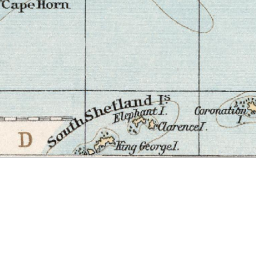 Cape Horn
South Shetland Is
Elephant I.
Clarence I.
Coronation
I.
King George I.
D